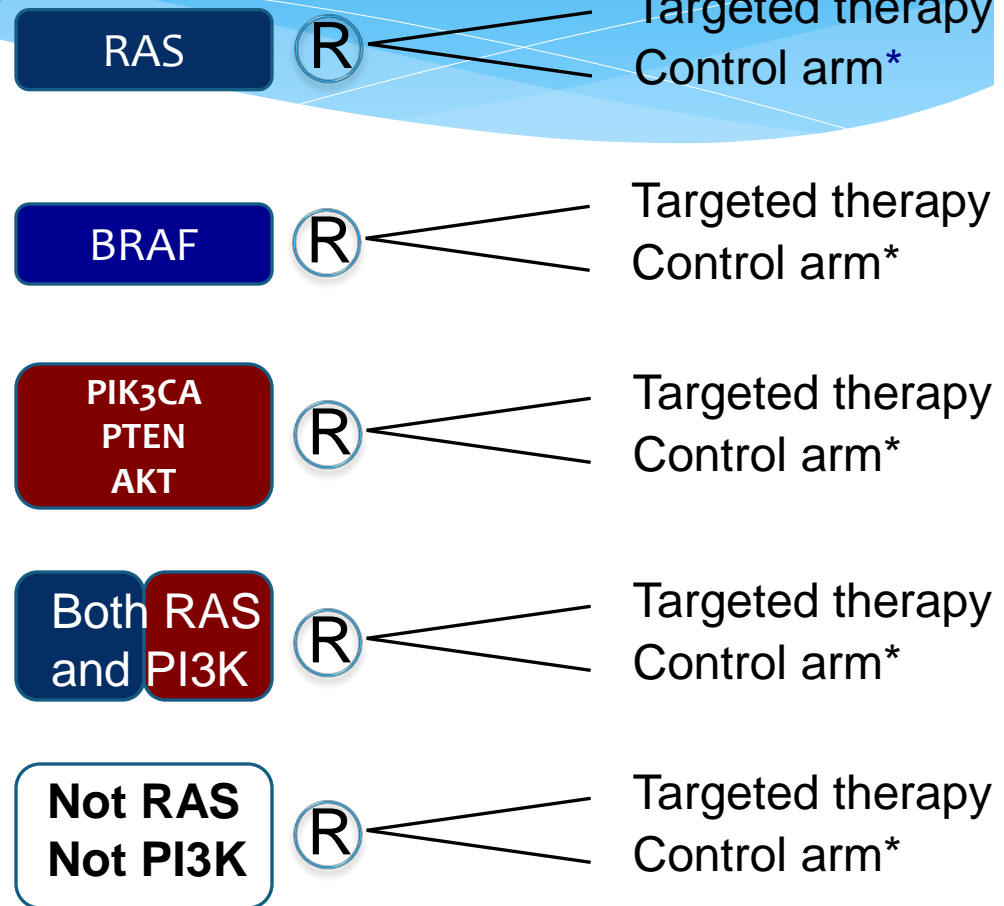 Targeted therapy
RAS R
Control arm*
Targeted therapy
BRAF R
Control arm*
PIK3CA
PTEN
AKT
R
Targeted therapy
Control arm*
Both RAS
and PI3K
R
Targeted therapy
Control arm*
Not RAS
Not PI3K
R
Targeted therapy
Control arm*